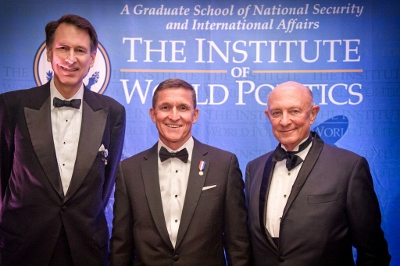 A Graduate School of National Security
and International Affairs
THE INSTITUTE
OF
WORLD POLITICS